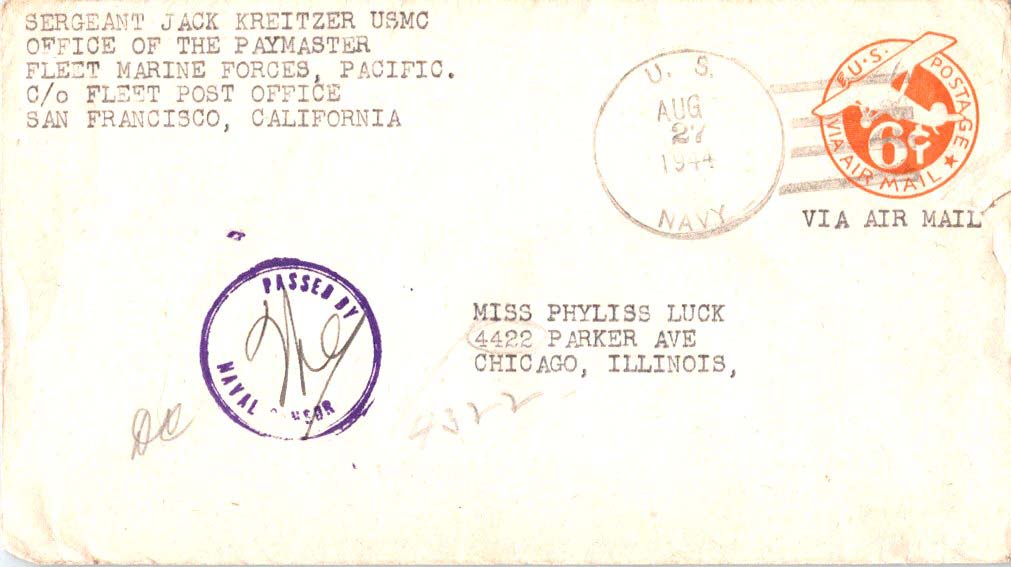 SERGEANT JACK KREITZER USMC
OFFICE OF THE PAYMASTER
FLEET MARINE FORCES, PACIFIC.
C/o FLEET POST OFFICE
SAN FRANCISCO, CALIFORNIA
U. S.
AUG
27
1944
NAVY
U.S. POSTAGE
6¢
VIA AIR MAIL
VIA AIR MAIL
PASSED BY
NAVAL CENSOR
MISS PHYLISS LUCK
4422 PARKER AVE
CHICAGO, ILLINOIS,
4322